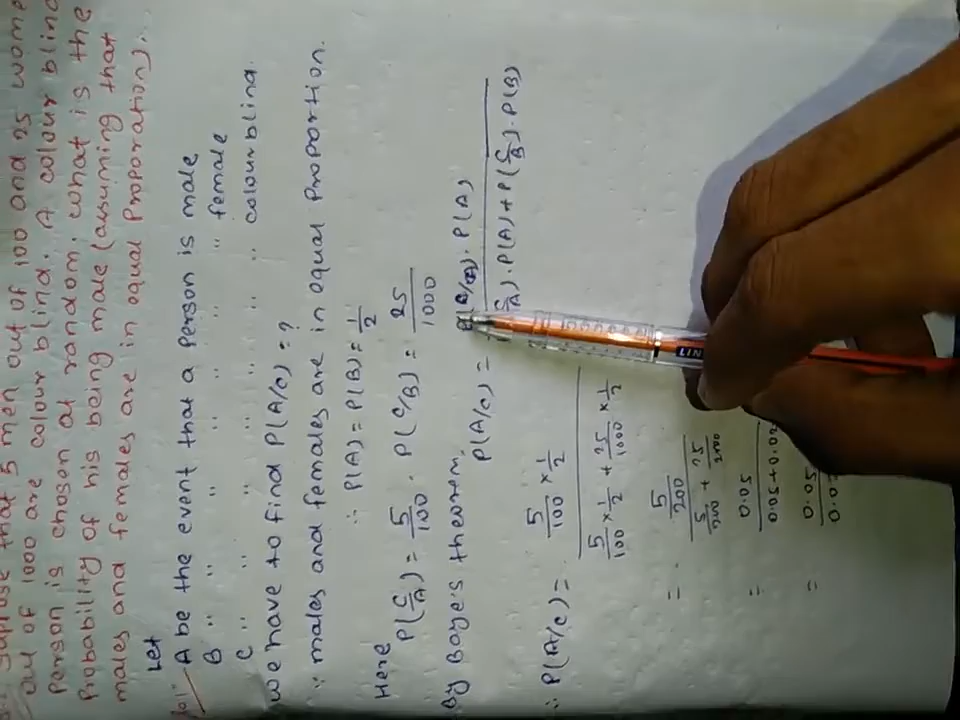 Suppose that 5 men out of 100 and 25 wome
out of 1000 are colour blind. A colour blind
Person is chosen at random. what is the
Probability of his being male (assuming that
males and females are in equal Proporation).
Sol:- Let
A be the event that a Person is male
B " " " " " " female
C " " " " " " colour blind.
we have to find P(A/C) = ?
∵ males and females are in equal Proportion.
∴ P(A) = P(B) = 1/2
Here
P(C/A) = 5/100 , P(C/B) = 25/1000
By Baye's theorem,
P(A/C) = P(C/A) . P(A) / P(C/A) . P(A) + P(C/B) . P(B)
∴ P(A/C) = 5/100 × 1/2 / 5/100 × 1/2 + 25/1000 × 1/2
= 5/200 / 5/200 + 25/2000
= 0.05 / 0.05 + 0.02
= 0.05 / 0.0
LIN